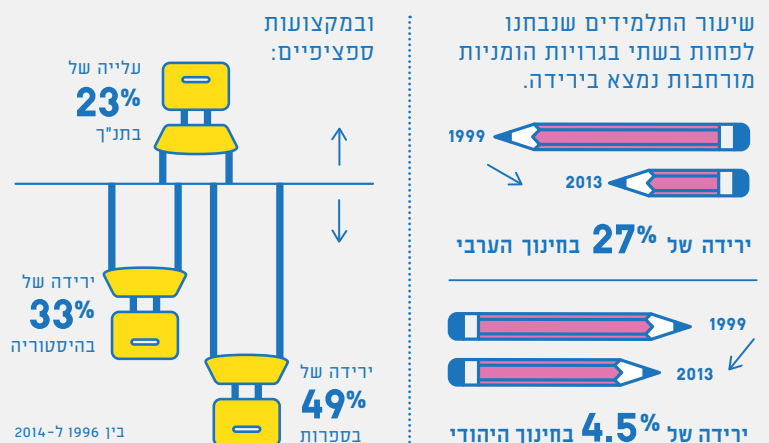 שיעור התלמידים שנבחנו
לפחות בשתי בגרויות הומניות
מורחבות נמצא בירידה.
1999
2013
ירידה של 27% בחינוך הערבי
1999
2013
ירידה של 4.5% בחינוך היהודי
ובמקצועות
ספציפיים:
עלייה של
23%
בתנ"ך
ירידה של
33%
בהיסטוריה
ירידה של
49%
בספרות
בין 1996 ל-2014